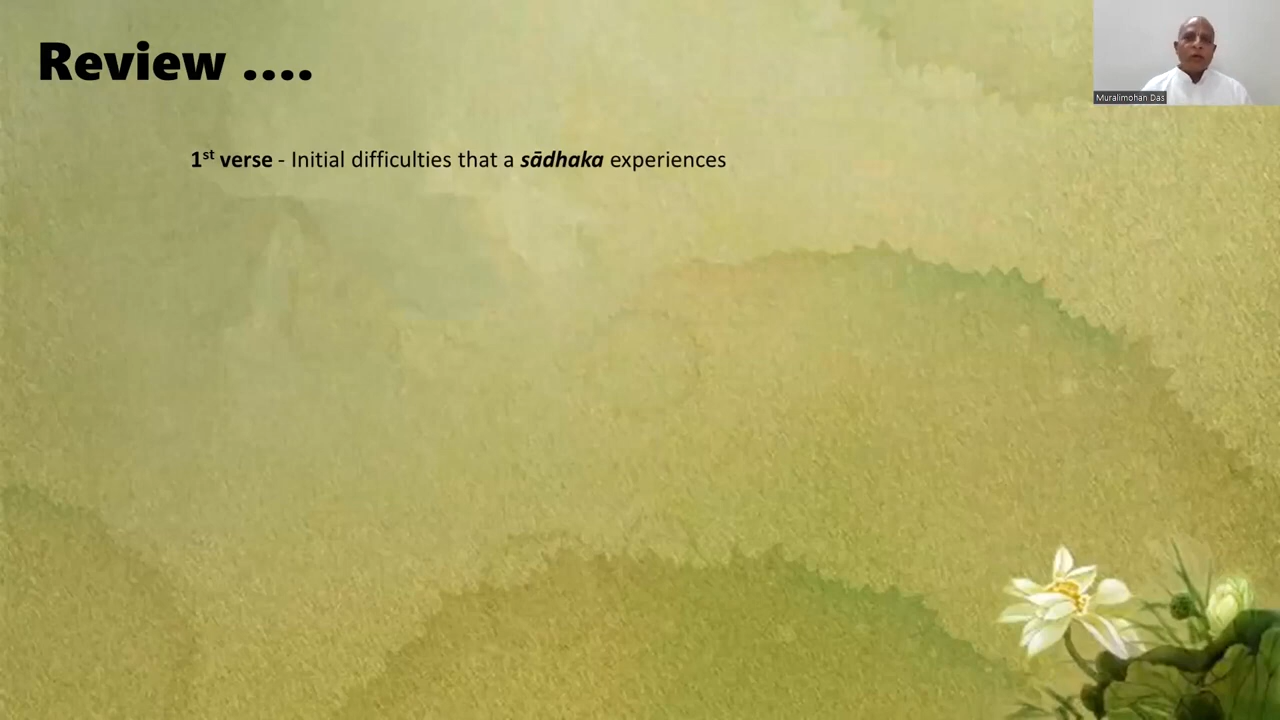 Review ....
Muralimohan Das
1st verse - Initial difficulties that a sādhaka experiences